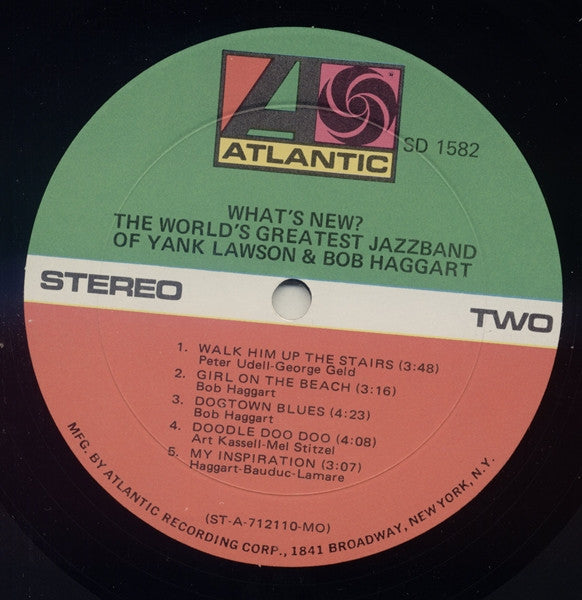 ATLANTIC
SD 1582
WHAT'S NEW?
THE WORLD'S GREATEST JAZZBAND
OF YANK LAWSON & BOB HAGGART
STEREO
TWO
1. WALK HIM UP THE STAIRS (3:48)
Peter Udell-George Geld
2. GIRL ON THE BEACH (3:16)
Bob Haggart
3. DOGTOWN BLUES (4:23)
Bob Haggart
4. DOODLE DOO DOO (4:08)
Art Kassell-Mel Stitzel
5. MY INSPIRATION (3:07)
Haggart-Bauduc-Lamare
(ST-A-712110-MO)
MFG. BY ATLANTIC RECORDING CORP., 1841 BROADWAY, NEW YORK, N.Y.